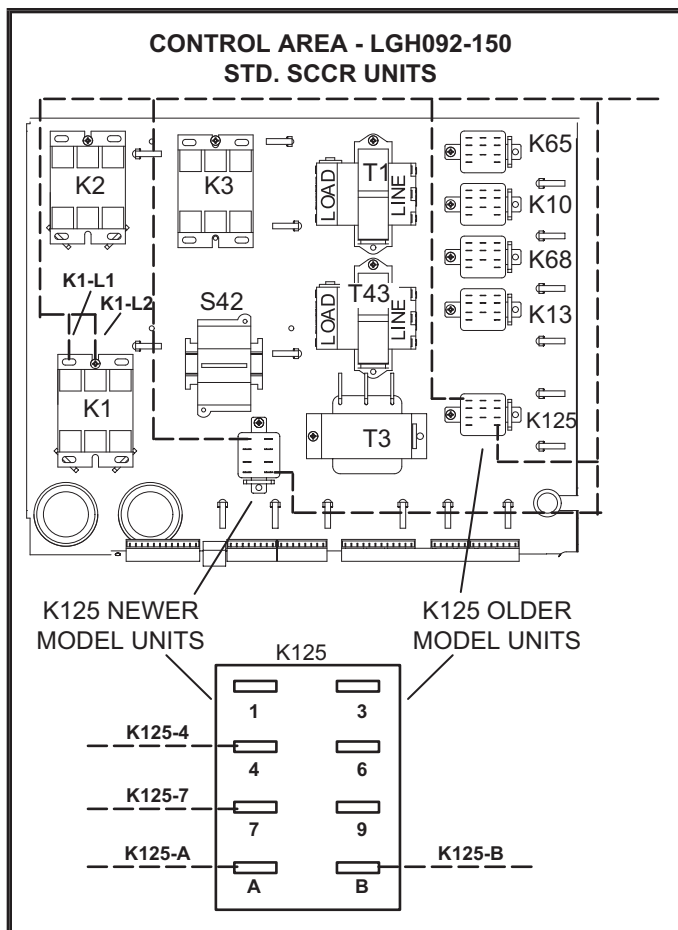 CONTROL AREA - LGH092-150
STD. SCCR UNITS
K2
K3
LOAD
T1
LINE
K65
K10
K68
K13
K1-L1
K1-L2
S42
LOAD
T43
LINE
K1
T3
K125
K125 NEWER
MODEL UNITS
K125 OLDER
MODEL UNITS
K125
1 3
K125-4
4 6
K125-7
7 9
K125-A K125-B
A B